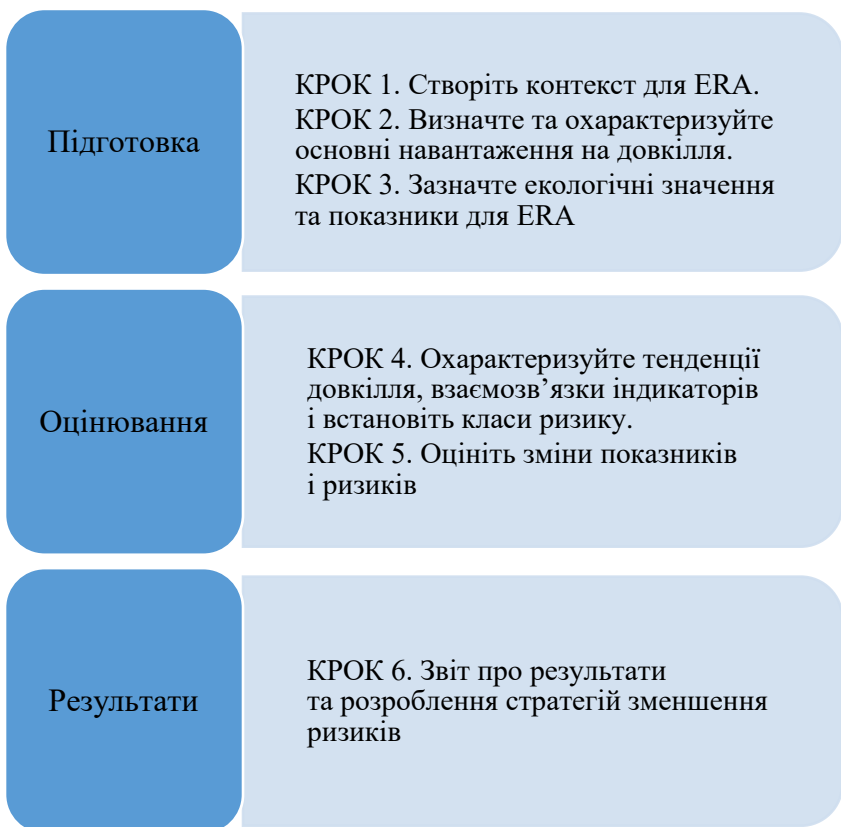 Підготовка
КРОК 1. Створіть контекст для ERA.
КРОК 2. Визначте та охарактеризуйте
основні навантаження на довкілля.
КРОК 3. Зазначте екологічні значення
та показники для ERA
Оцінювання
КРОК 4. Охарактеризуйте тенденції
довкілля, взаємозв’язки індикаторів
і встановіть класи ризику.
КРОК 5. Оцініть зміни показників
і ризиків
Результати
КРОК 6. Звіт про результати
та розроблення стратегій зменшення
ризиків